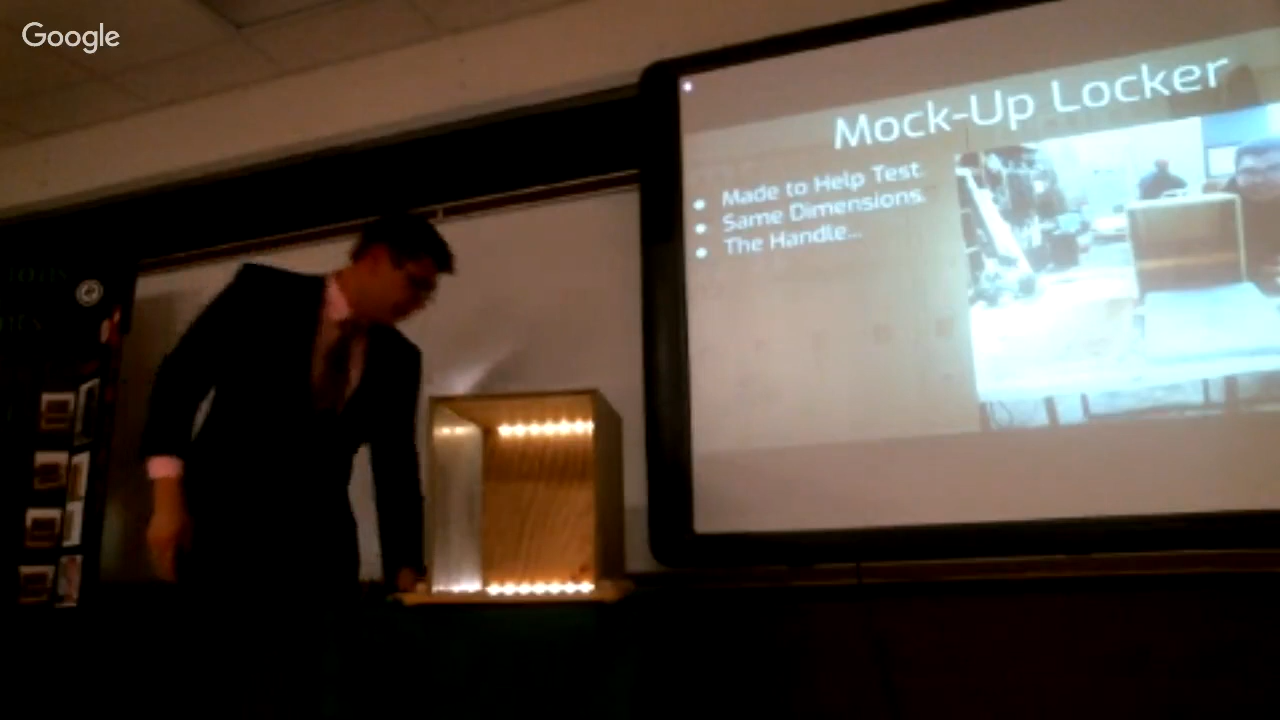 Google
Mock-Up Locker
Made to Help Test.
Same Dimensions.
The Handle...